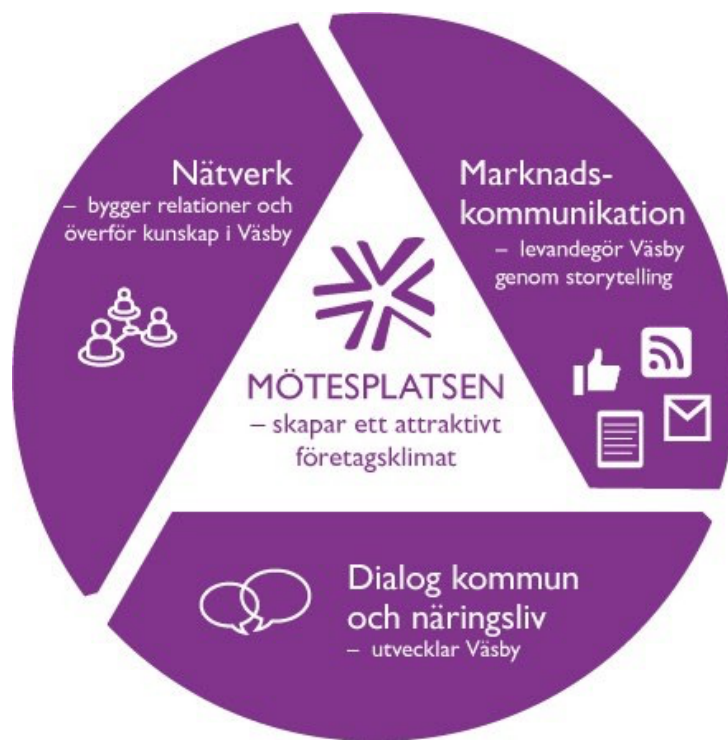 Nätverk
– bygger relationer och
överför kunskap i Väsby
Marknads-
kommunikation
– levandegör Väsby
genom storytelling
MÖTESPLATSEN
– skapar ett attraktivt
företagsklimat
Dialog kommun
och näringsliv
– utvecklar Väsby